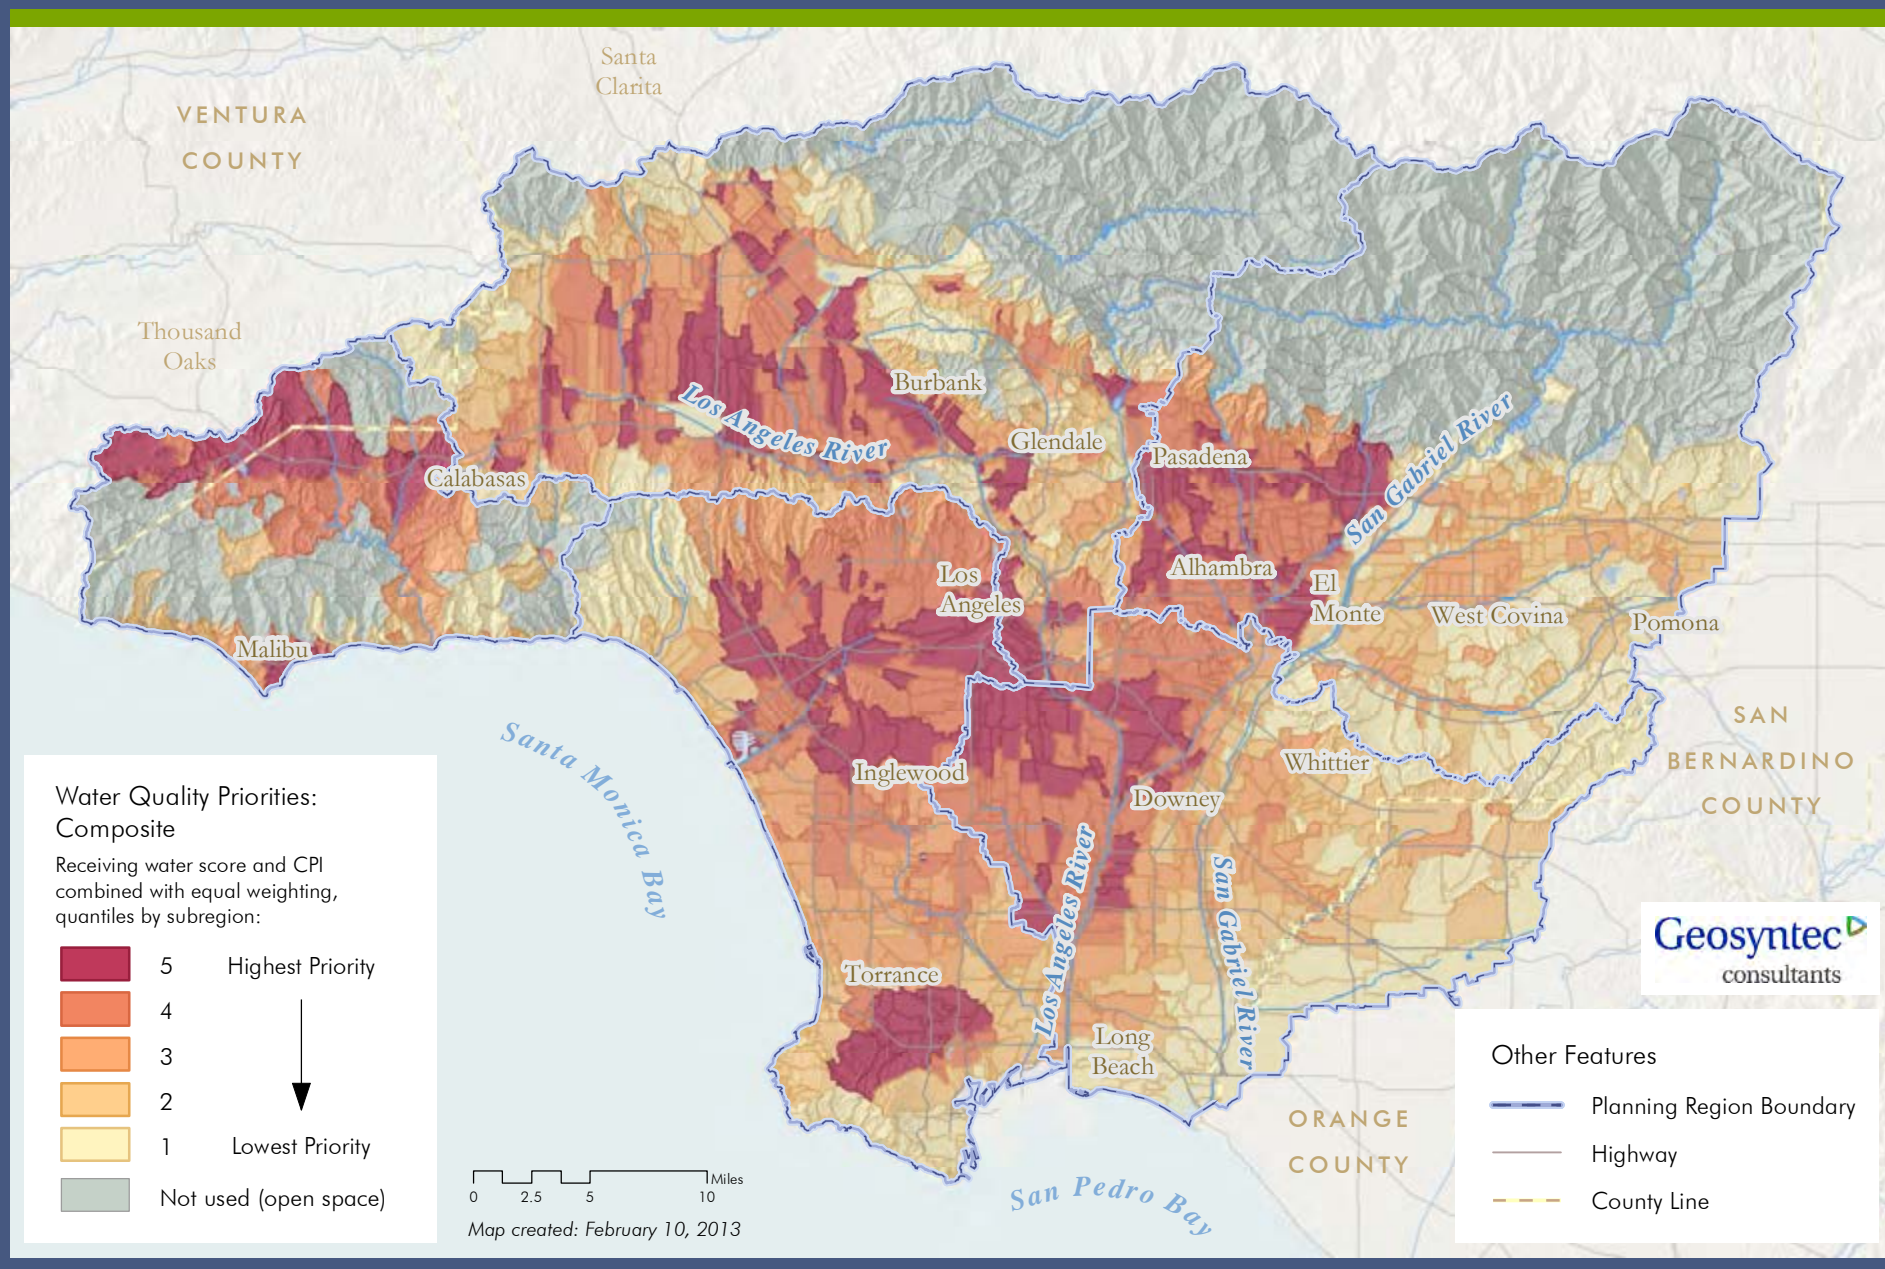 Santa
Clarita
VENTURA
COUNTY
Thousand
Oaks
Burbank
Los Angeles River
Glendale
Pasadena
San Gabriel River
Calabasas
Alhambra
Los
Angeles
El
Monte
West Covina
Pomona
Malibu
SAN
BERNARDINO
COUNTY
Santa Monica Bay
Inglewood
Whittier
Downey
Los Angeles River
San Gabriel River
Torrance
Long
Beach
ORANGE
COUNTY
San Pedro Bay
Water Quality Priorities:
Composite
Receiving water score and CPI
combined with equal weighting,
quantiles by subregion:
5 Highest Priority
4
3
2
1 Lowest Priority
Not used (open space)
0 2.5 5 10 Miles
Map created: February 10, 2013
Geosyntec
consultants
Other Features
Planning Region Boundary
Highway
County Line